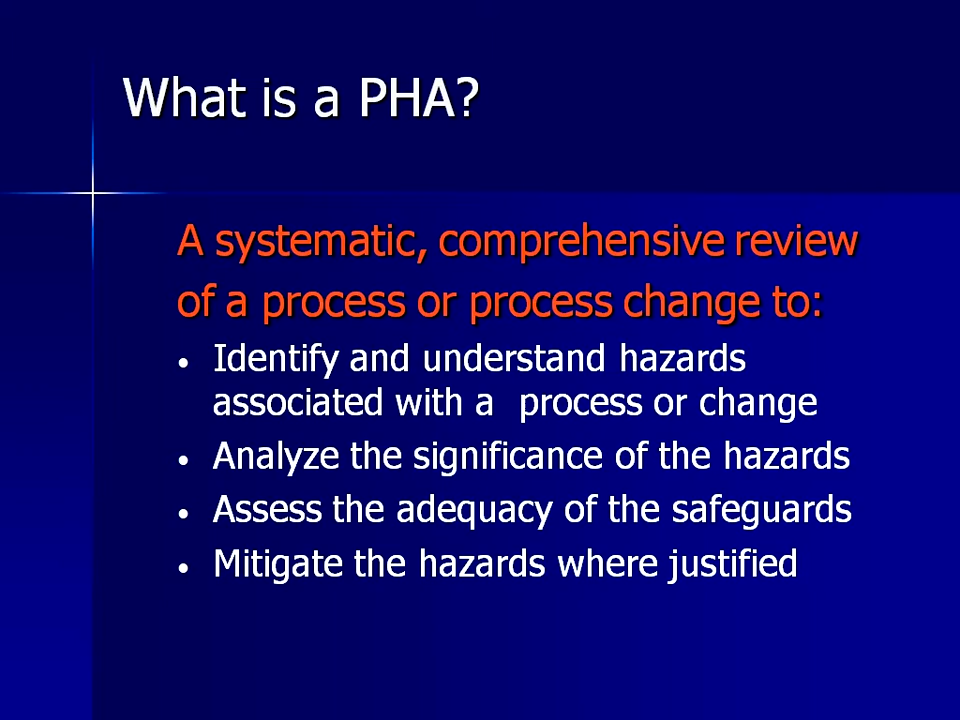 What is a PHA?
A systematic, comprehensive review
of a process or process change to:
• Identify and understand hazards
associated with a  process or change
• Analyze the significance of the hazards
• Assess the adequacy of the safeguards
• Mitigate the hazards where justified